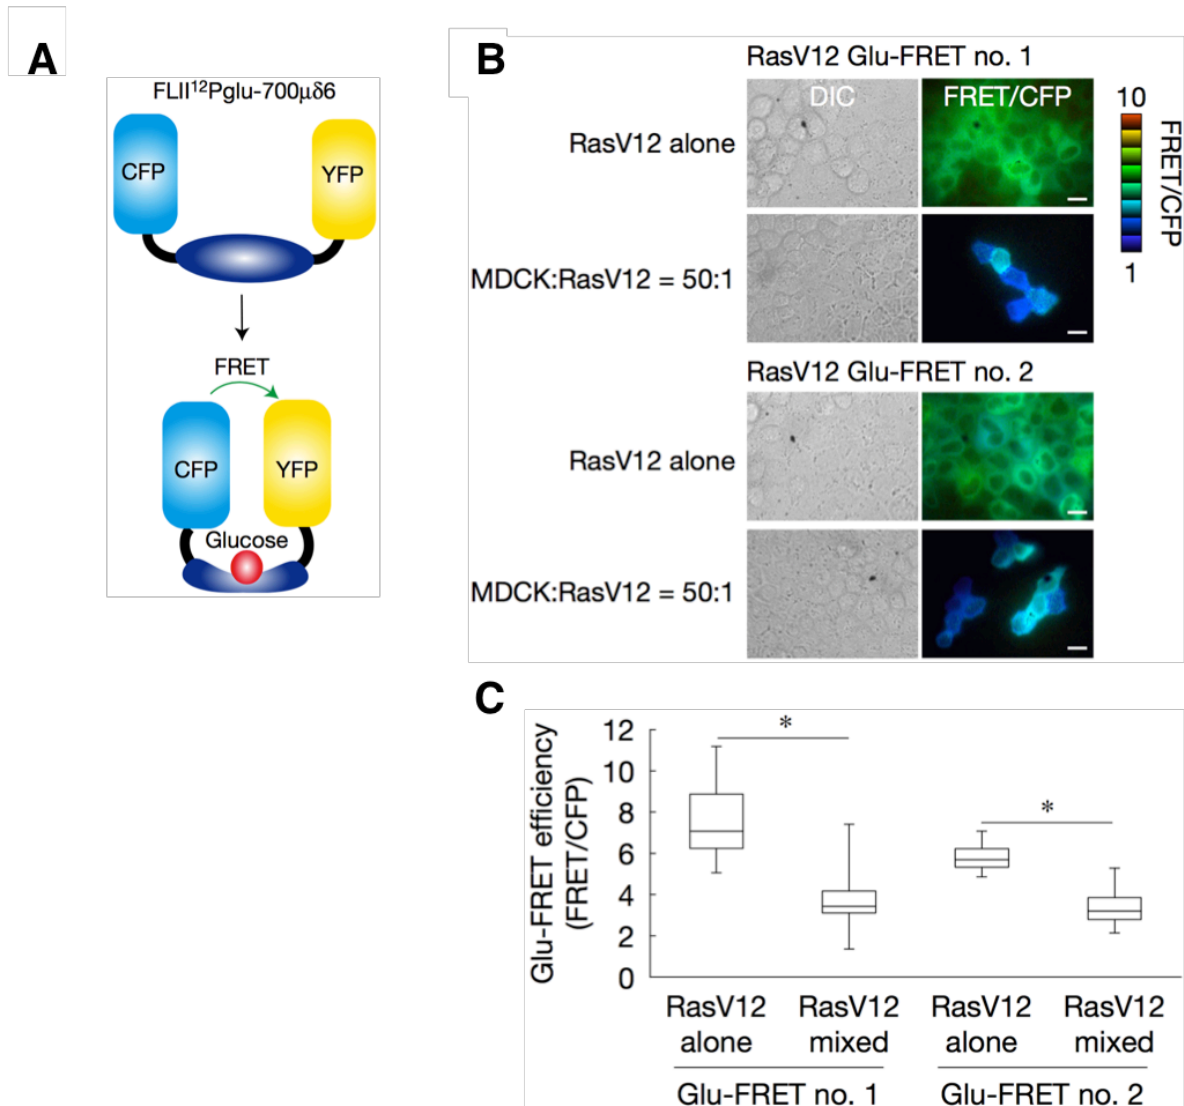 A
FLII¹²Pglu-700µδ6
CFP
YFP
FRET
CFP
YFP
Glucose
B
RasV12 Glu-FRET no. 1
DIC
FRET/CFP
RasV12 alone
MDCK:RasV12 = 50:1
10
FRET/CFP
1
RasV12 Glu-FRET no. 2
RasV12 alone
MDCK:RasV12 = 50:1
C
Glu-FRET efficiency
(FRET/CFP)
12
10
8
6
4
2
0
*
*
RasV12
alone
RasV12
mixed
RasV12
alone
RasV12
mixed
Glu-FRET no. 1
Glu-FRET no. 2